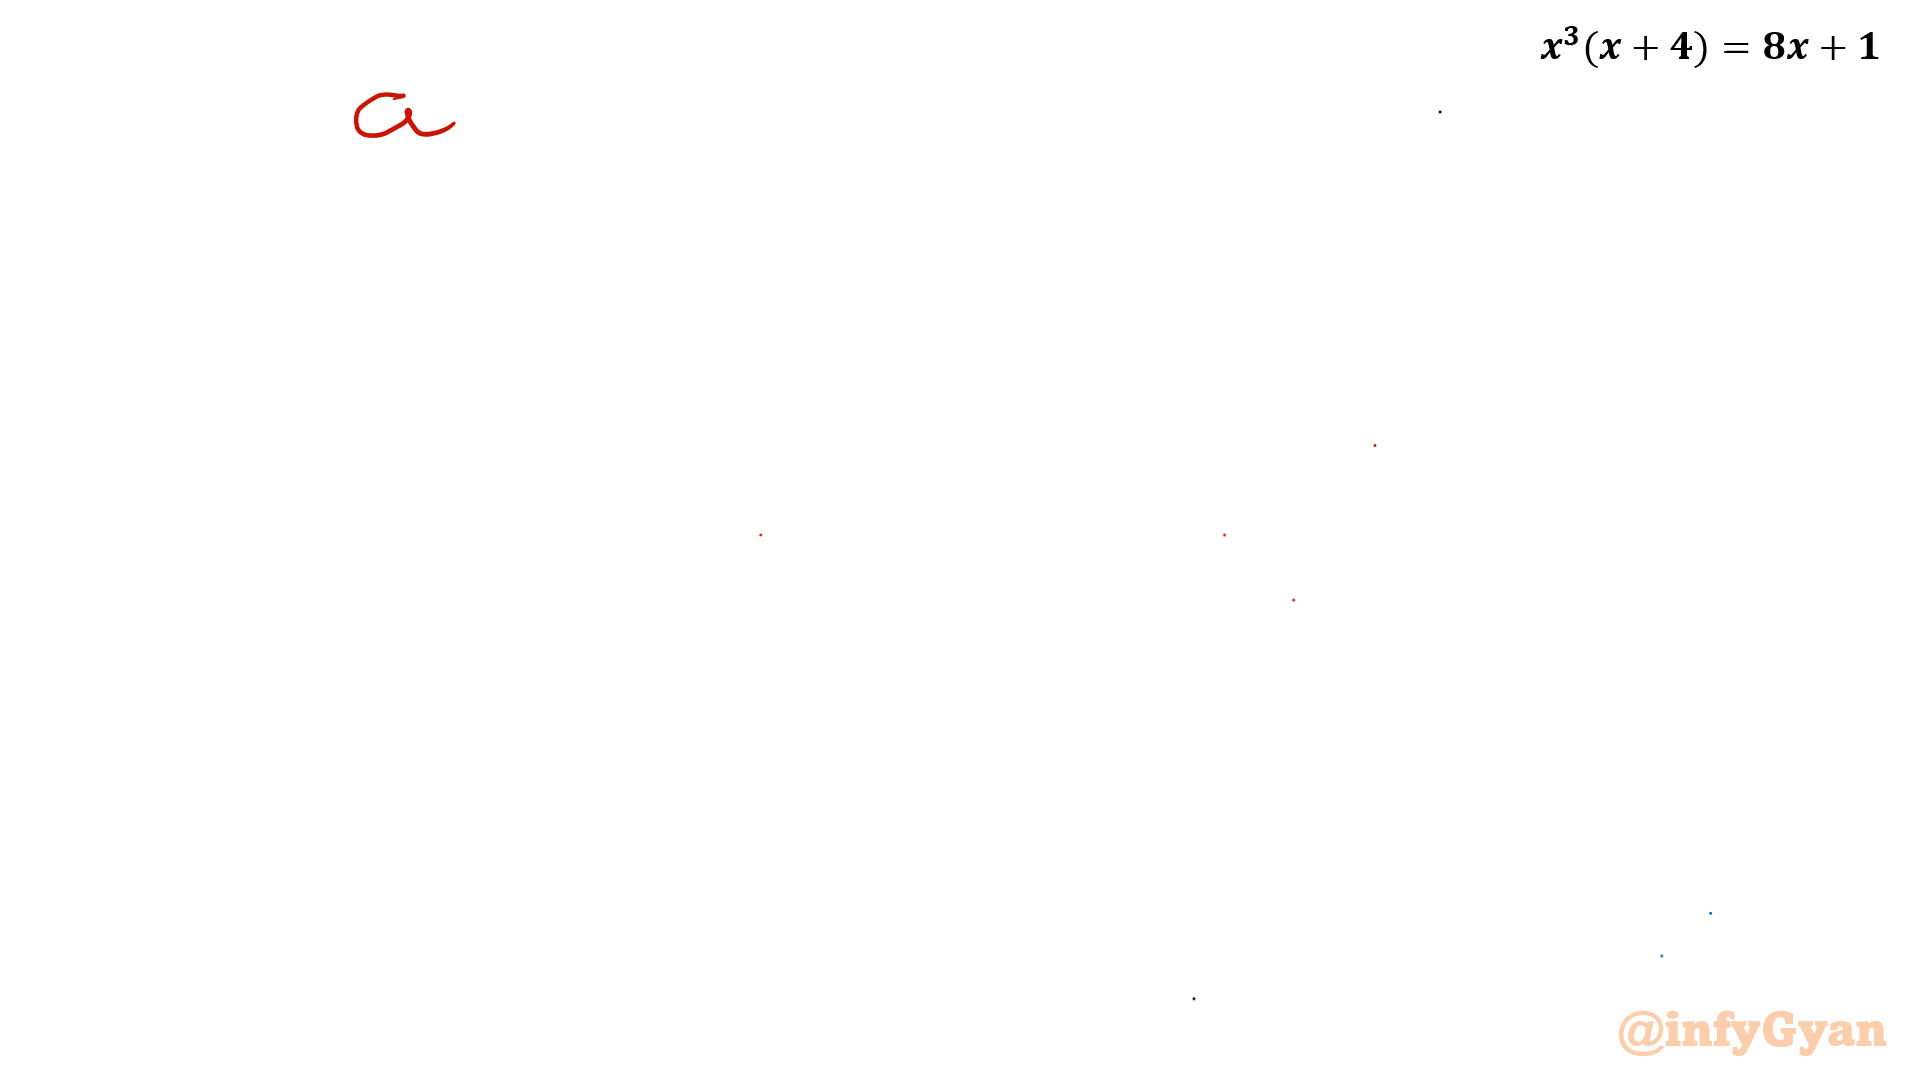 x³(x + 4) = 8x + 1
a
@infyGyan